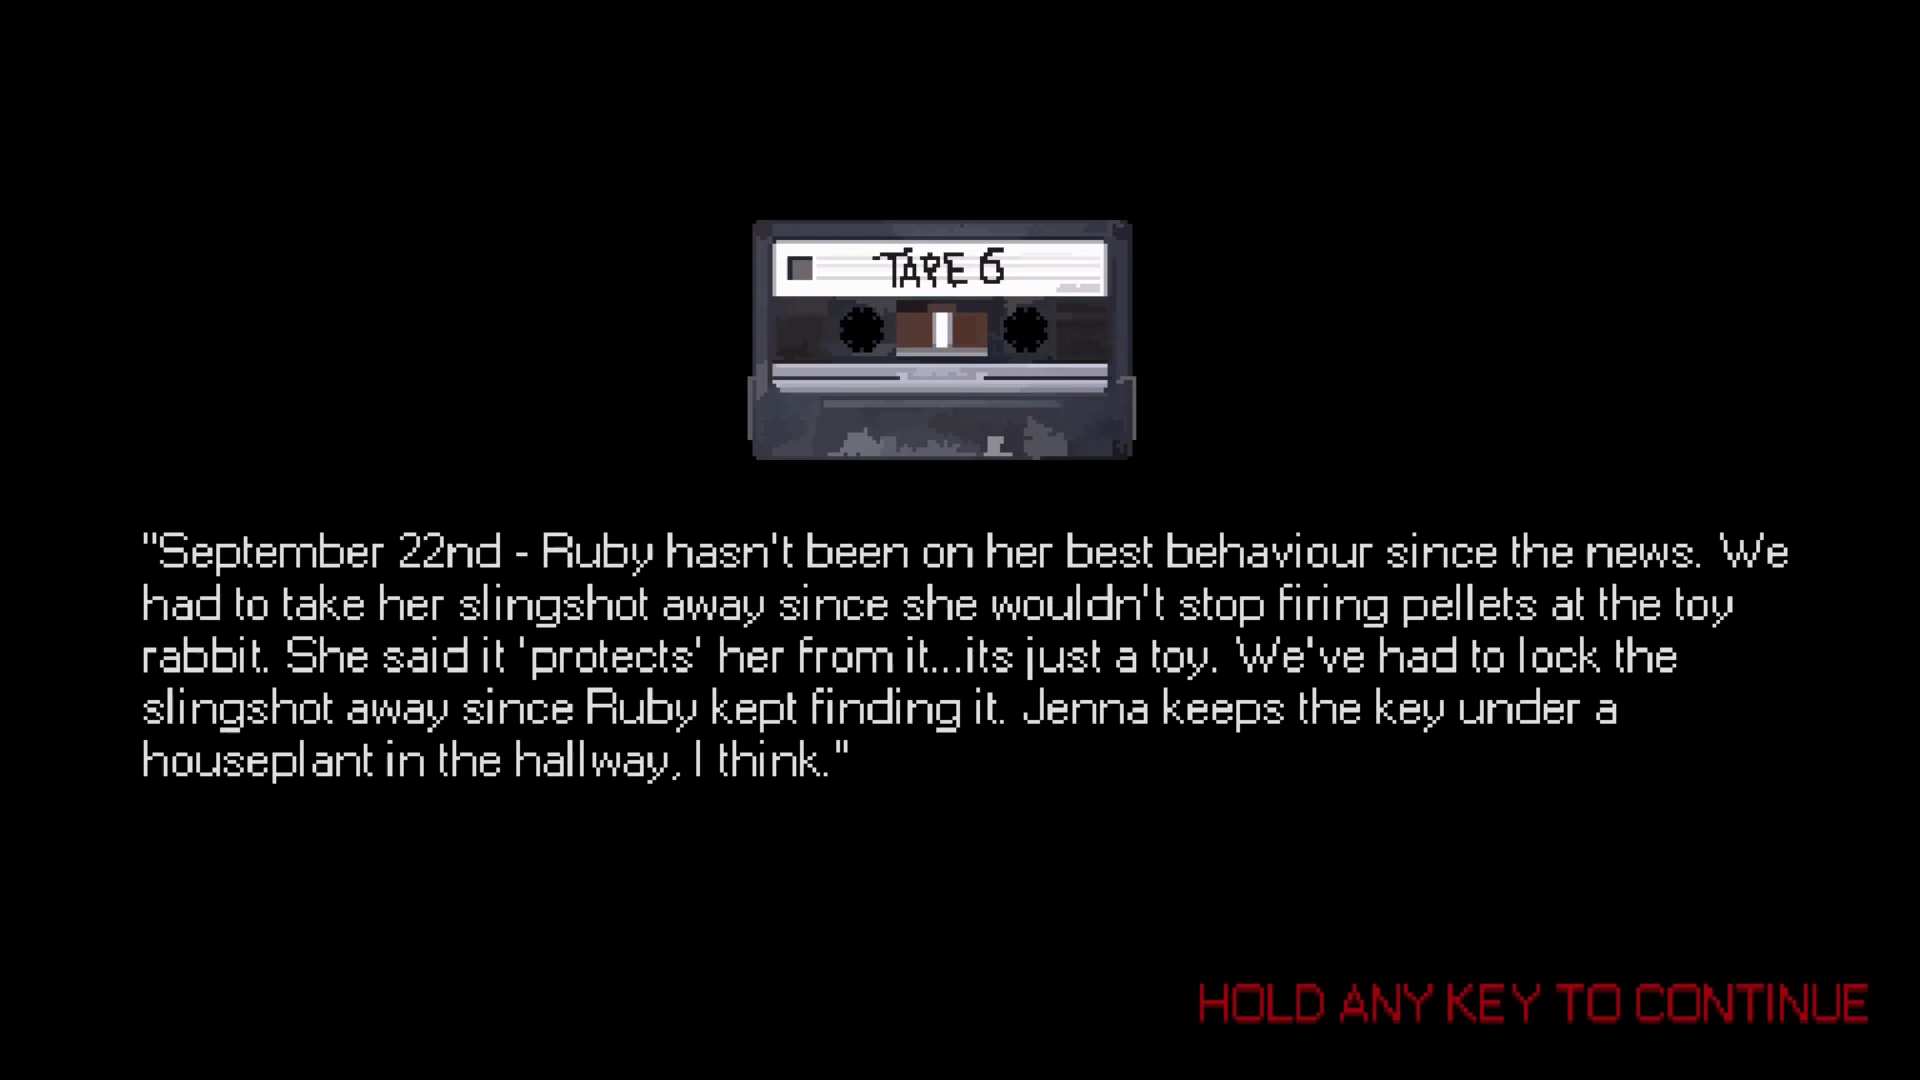 TAPE 6
"September 22nd - Ruby hasn't been on her best behaviour since the news. We
had to take her slingshot away since she wouldn't stop firing pellets at the toy
rabbit. She said it 'protects' her from it...its just a toy. We've had to lock the
slingshot away since Ruby kept finding it. Jenna keeps the key under a
houseplant in the hallway, I think."
HOLD ANY KEY TO CONTINUE